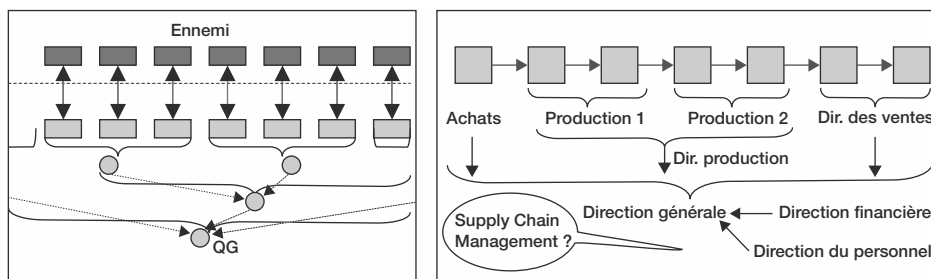 Ennemi
QG
Achats
Production 1
Production 2
Dir. des ventes
Dir. production
Supply Chain
Management ?
Direction générale
Direction financière
Direction du personnel